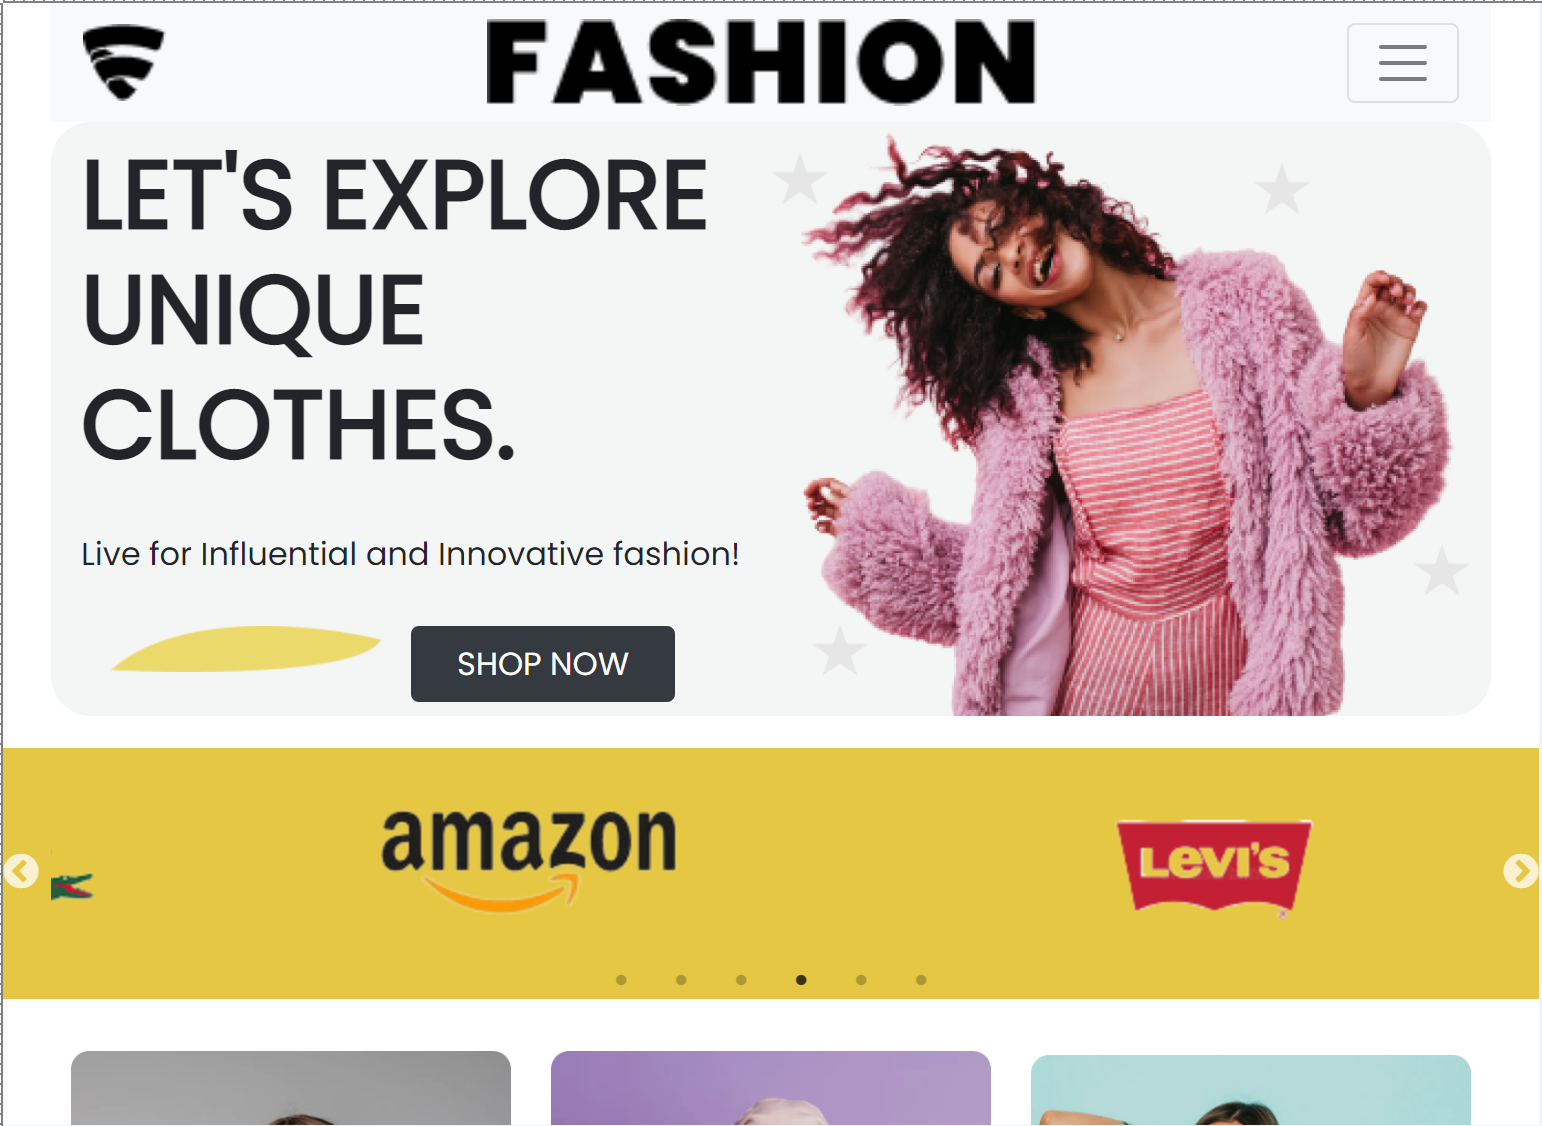 FASHION
LET'S EXPLORE
UNIQUE
CLOTHES.
Live for Influential and Innovative fashion!
SHOP NOW
amazon
LEVI'S